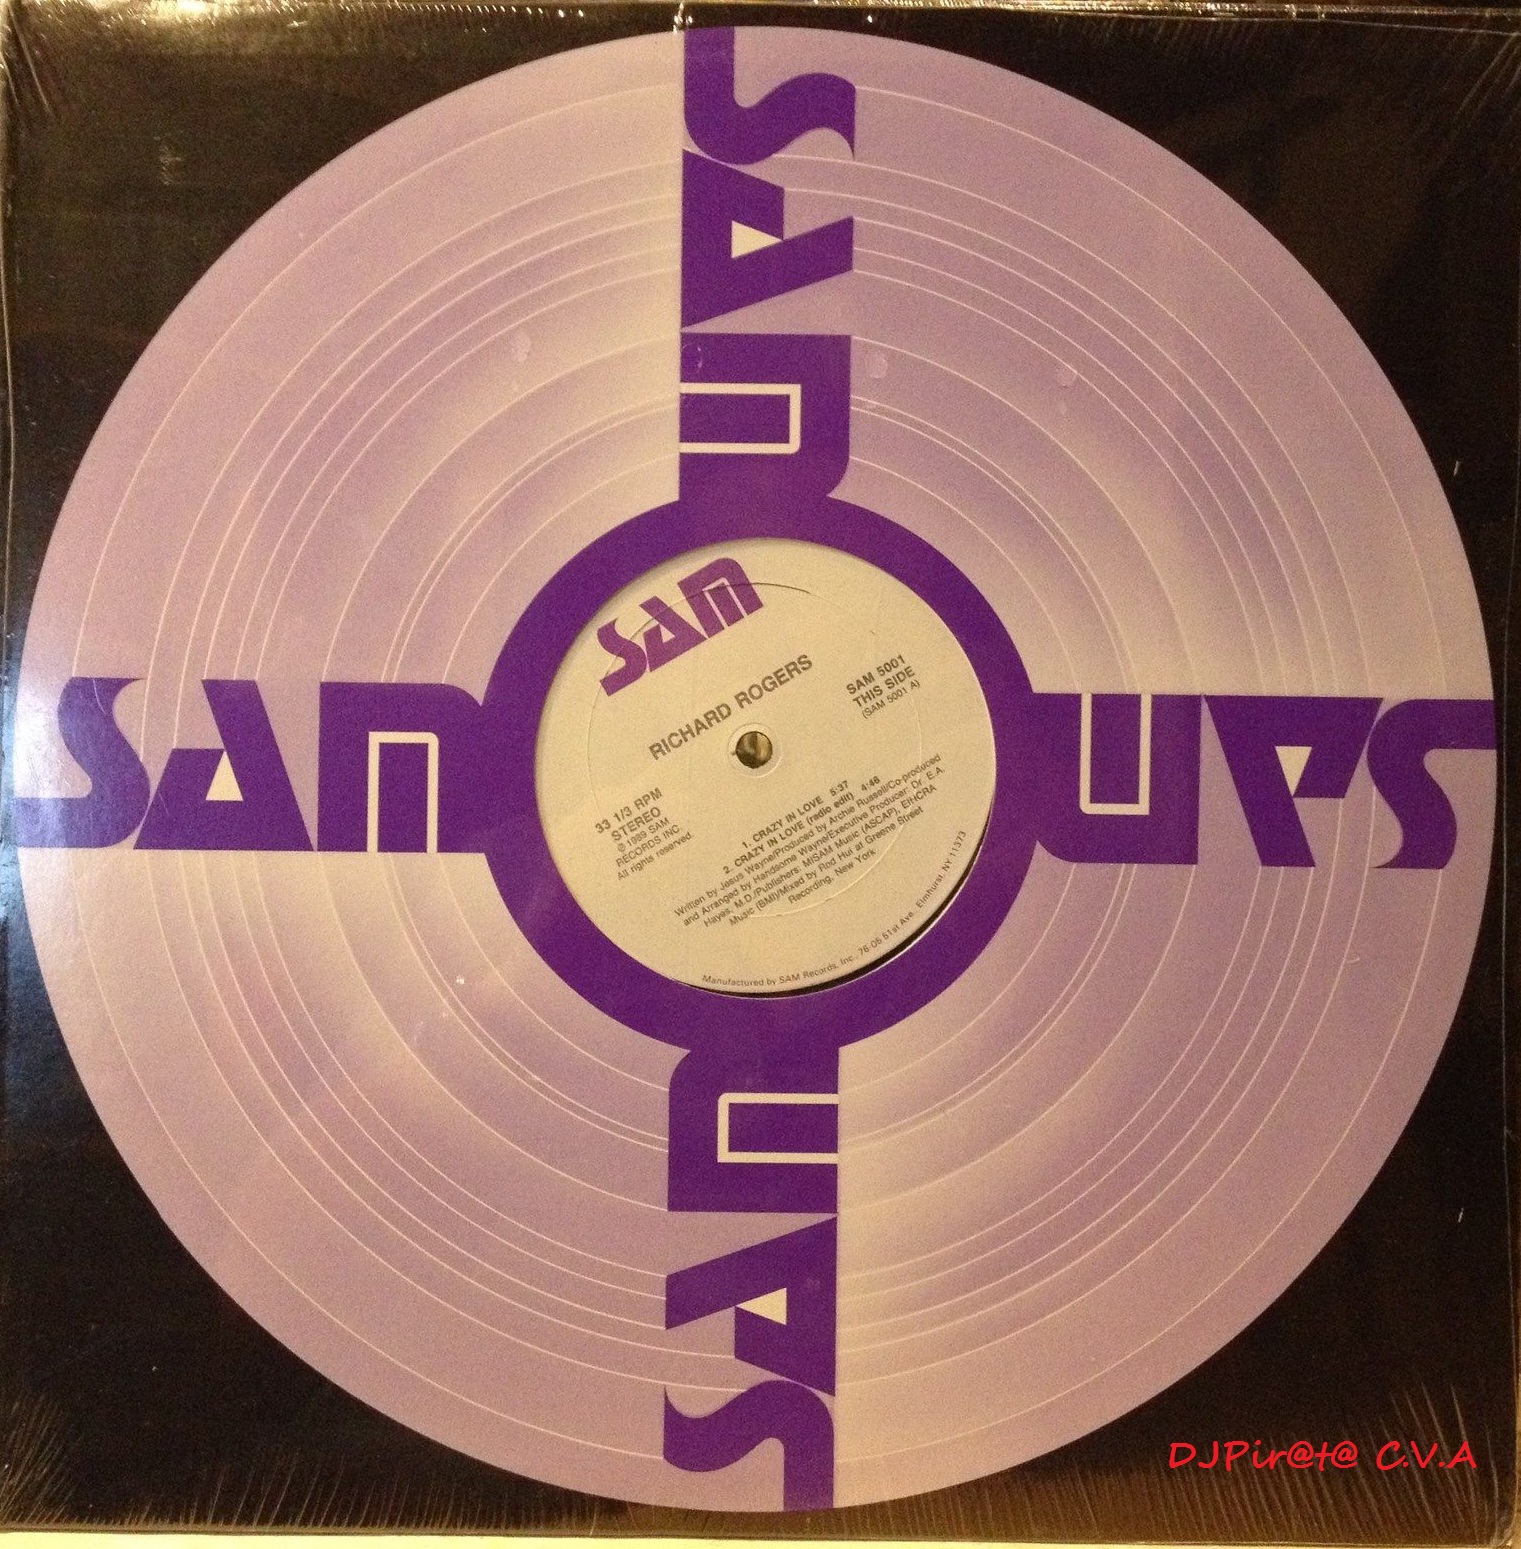 SAM
SAM
SAM
RICHARD ROGERS
SAM 5001
THIS SIDE
(SAM 5001 A)
33 1/3 RPM
STEREO
℗ 1989 SAM
RECORDS INC.
All rights reserved.
1. CRAZY IN LOVE 5:37
2. CRAZY IN LOVE (radio edit) 4:46
Written by Jesus Wayne/Produced by Archie Russell/Co-produced
and Arranged by Handsome Wayne/Executive Producer: Dr. E.A.
Hayes, M.D./Publishers: MISAM Music (ASCAP), EIHCRA
Music (BMI)/Mixed by Rod Hui at Greene Street
Recording, New York
Manufactured by SAM Records, Inc., 76-05 51st Ave., Elmhurst, NY 11373
SAM
SAM
DJPir@t@ C.V.A